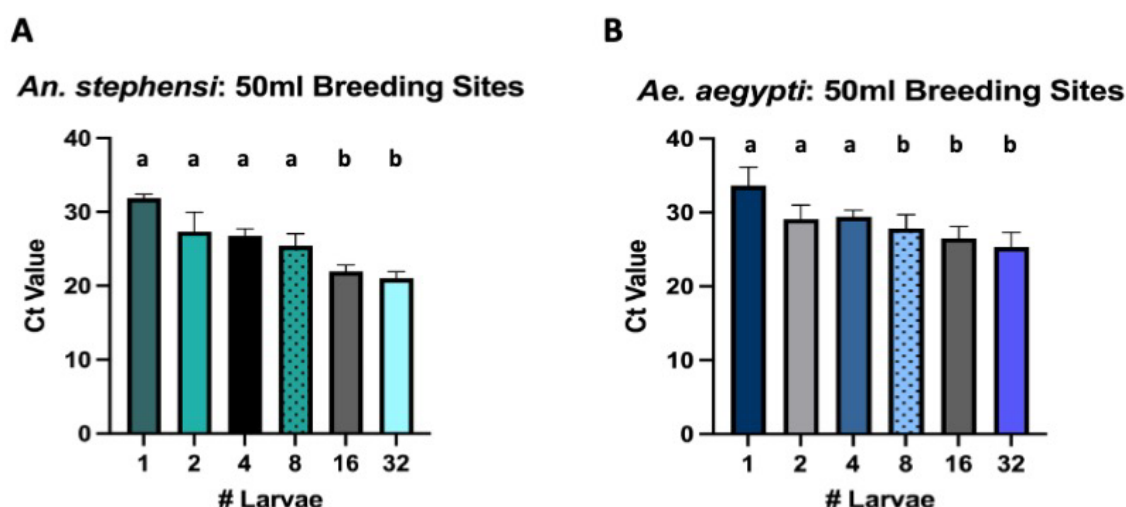 A
An. stephensi: 50ml Breeding Sites
40
30
20
10
0
Ct Value
a a a a b b
1 2 4 8 16 32
# Larvae
B
Ae. aegypti: 50ml Breeding Sites
40
30
20
10
0
Ct Value
a a a b b b
1 2 4 8 16 32
# Larvae